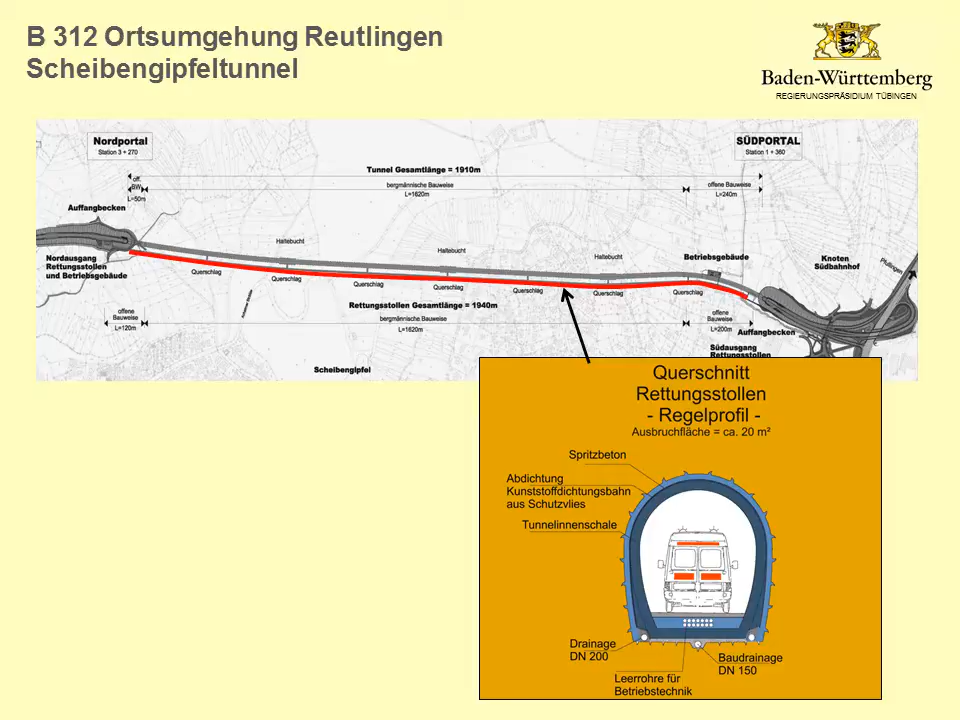 B 312 Ortsumgehung Reutlingen
Scheibengipfeltunnel
Baden-Württemberg
REGIERUNGSPRÄSIDIUM TÜBINGEN
Nordportal
Station 3 + 270
SÜDPORTAL
Station 1 + 360
Tunnel Gesamtlänge = 1910m
off.
BW
L=50m
bergmännische Bauweise
L=1620m
offene Bauweise
L=240m
Auffangbecken
Nordausgang
Rettungsstollen
und Betriebsgebäude
Haltebucht
Haltebucht
Haltebucht
Betriebsgebäude
Knoten
Südbahnhof
Pfullingen
Querschlag
Querschlag
Querschlag
Querschlag
Querschlag
Querschlag
Querschlag
Rettungsstollen Gesamtlänge = 1940m
offene
Bauweise
L=120m
bergmännische Bauweise
L=1620m
offene
Bauweise
L=200m
Auffangbecken
Südausgang
Rettungsstollen
Scheibengipfel
Querschnitt
Rettungsstollen
- Regelprofil -
Ausbruchfläche = ca. 20 m²
Spritzbeton
Abdichtung
Kunststoffdichtungsbahn
aus Schutzvlies
Tunnelinnenschale
Drainage
DN 200
Baudrainage
DN 150
Leerrohre für
Betriebstechnik